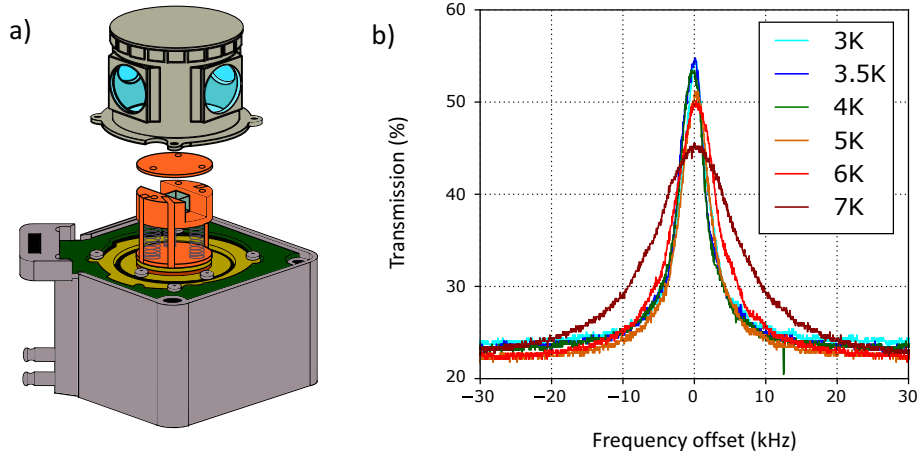 a)
b)
60
50
40
30
20
Transmission (%)
3K
3.5K
4K
5K
6K
7K
−30
−20
−10
0
10
20
30
Frequency offset (kHz)